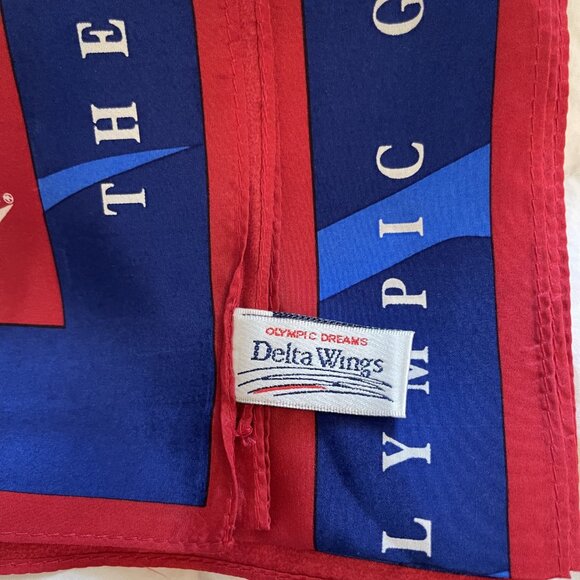 THE
LYMPIC G
OLYMPIC DREAMS
Delta Wings
®